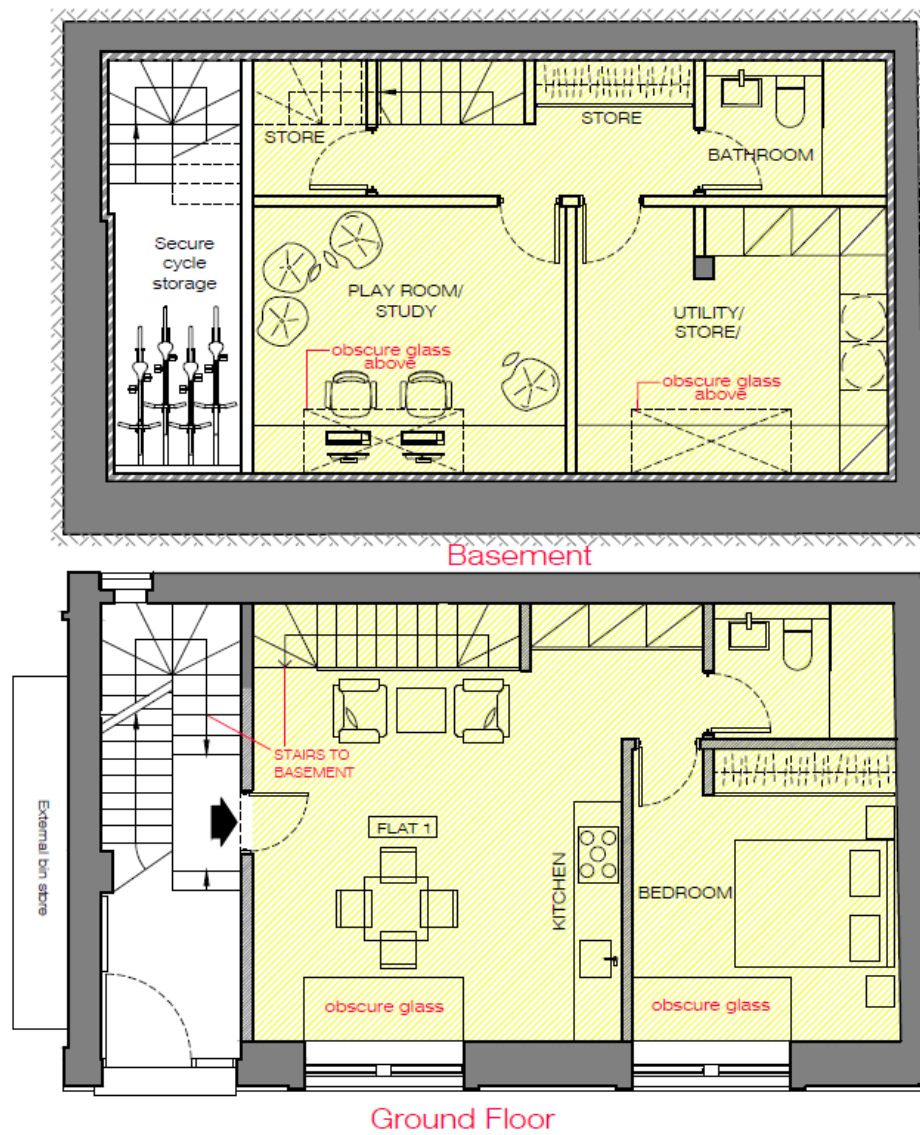 STORE
STORE
BATHROOM
Secure
cycle
storage
PLAY ROOM/
STUDY
UTILITY/
STORE/
obscure glass
above
obscure glass
above
Basement
STAIRS TO
BASEMENT
External bin store
FLAT 1
KITCHEN
BEDROOM
obscure glass
obscure glass
Ground Floor